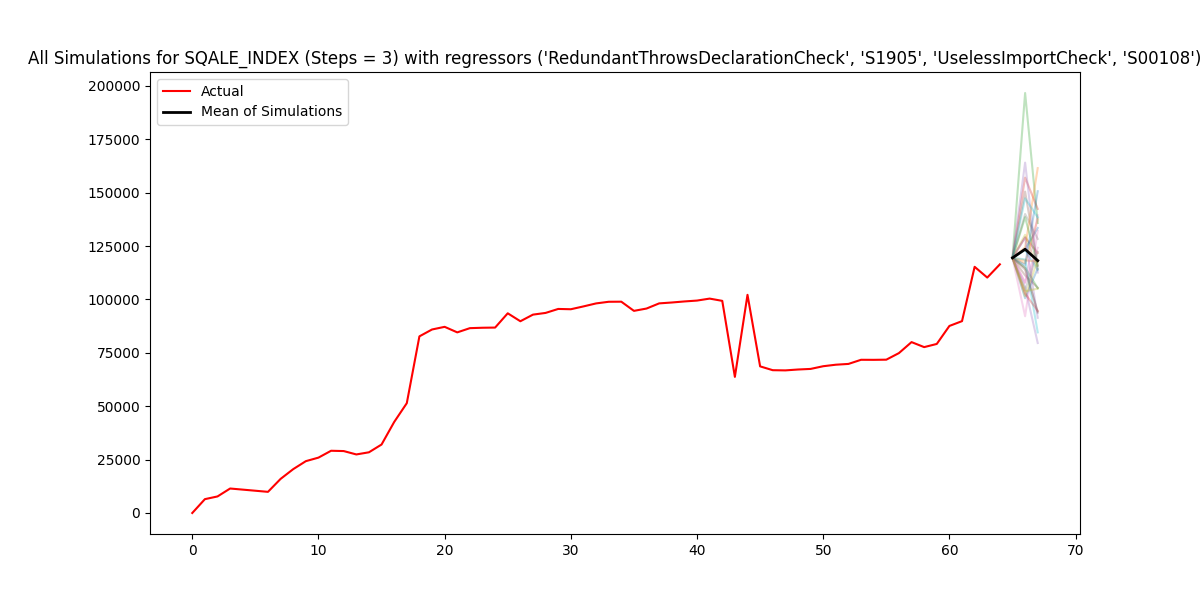 All Simulations for SQALE_INDEX (Steps = 3) with regressors ('RedundantThrowsDeclarationCheck', 'S1905', 'UselessImportCheck', 'S00108')
Actual
Mean of Simulations
200000
175000
150000
125000
100000
75000
50000
25000
0
0 10 20 30 40 50 60 70